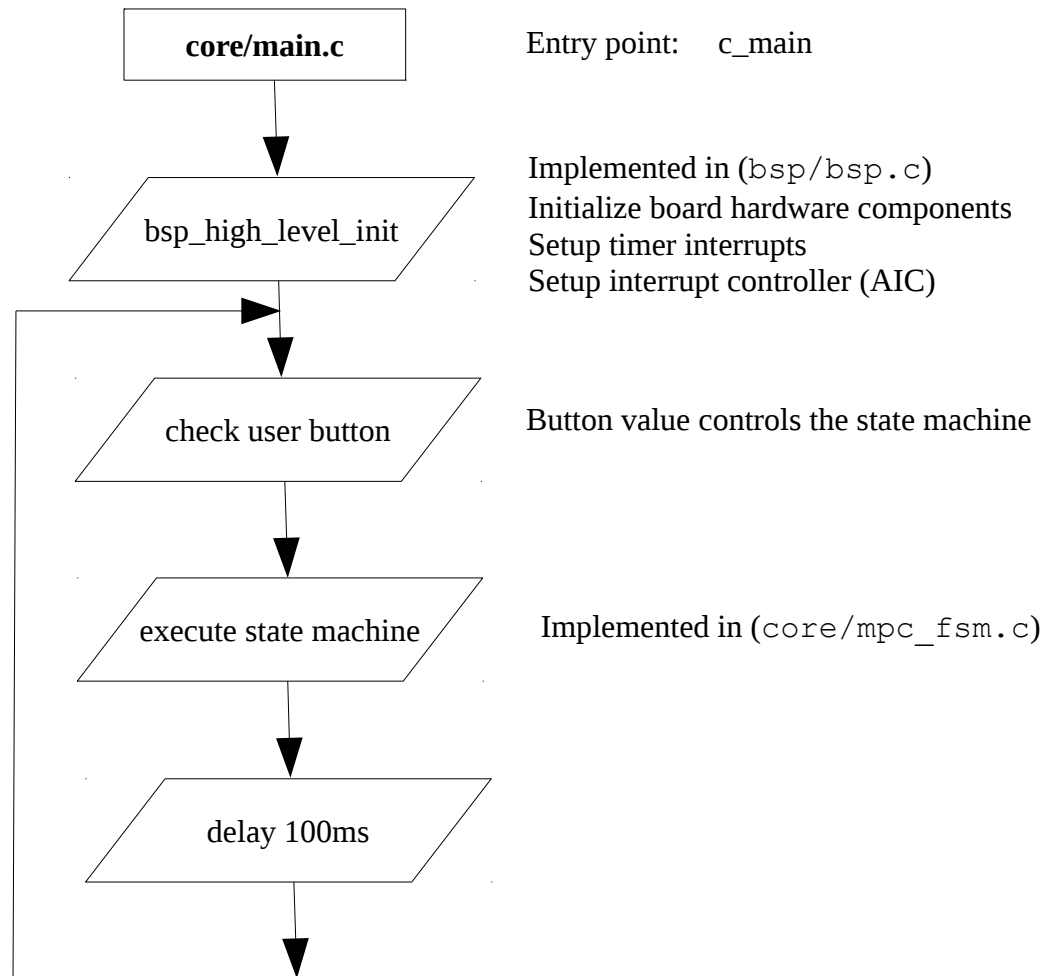 core/main.c
Entry point: c_main
bsp_high_level_init
Implemented in (bsp/bsp.c)
Initialize board hardware components
Setup timer interrupts
Setup interrupt controller (AIC)
check user button
Button value controls the state machine
execute state machine
Implemented in (core/mpc_fsm.c)
delay 100ms